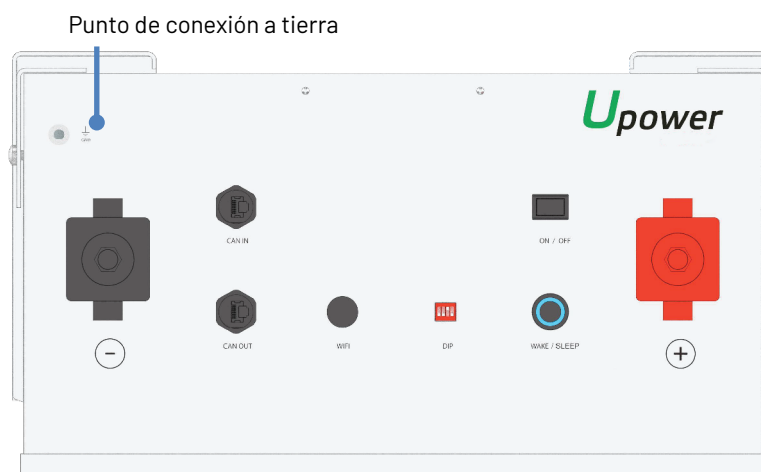 Punto de conexión a tierra
Upower
CAN IN
ON / OFF
CAN OUT
WIFI
DIP
WAKE / SLEEP
−
+